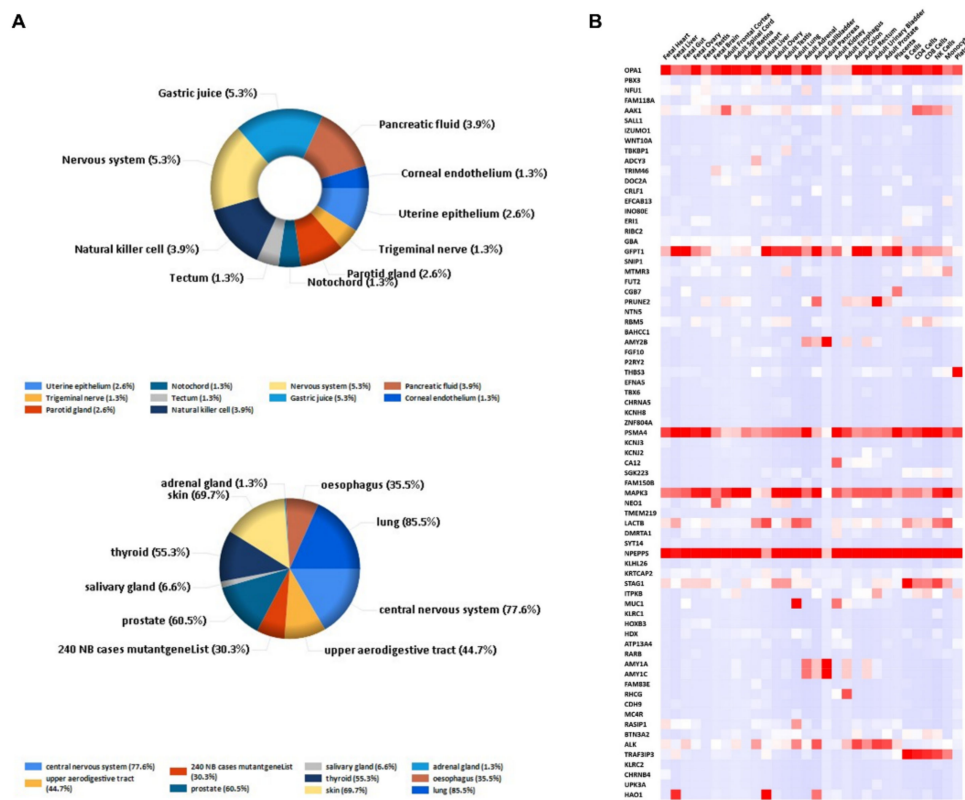 A
Gastric juice (5.3%)
Pancreatic fluid (3.9%)
Nervous system (5.3%)
Corneal endothelium (1.3%)
Uterine epithelium (2.6%)
Natural killer cell (3.9%)
Trigeminal nerve (1.3%)
Parotid gland (2.6%)
Tectum (1.3%)
Notochord (1.3%)
Uterine epithelium (2.6%)
Notochord (1.3%)
Nervous system (5.3%)
Pancreatic fluid (3.9%)
Trigeminal nerve (1.3%)
Tectum (1.3%)
Gastric juice (5.3%)
Corneal endothelium (1.3%)
Parotid gland (2.6%)
Natural killer cell (3.9%)
adrenal gland (1.3%)
skin (69.7%)
oesophagus (35.5%)
lung (85.5%)
thyroid (55.3%)
salivary gland (6.6%)
central nervous system (77.6%)
prostate (60.5%)
240 NB cases mutantgeneList (30.3%)
upper aerodigestive tract (44.7%)
central nervous system (77.6%)
240 NB cases mutantgeneList
(30.3%)
salivary gland (6.6%)
adrenal gland (1.3%)
upper aerodigestive tract
(44.7%)
thyroid (55.3%)
oesophagus (35.5%)
prostate (60.5%)
skin (69.7%)
lung (85.5%)
B
Fetal Heart
Fetal Liver
Fetal Gut
Fetal Ovary
Fetal Testis
Fetal Brain
Adult Frontal Cortex
Adult Spinal Cord
Adult Retina
Adult Heart
Adult Liver
Adult Ovary
Adult Testis
Adult Lung
Adult Adrenal
Adult Gallbladder
Adult Pancreas
Adult Kidney
Adult Esophagus
Adult Colon
Adult Rectum
Adult Urinary Bladder
Adult Prostate
Placenta
B Cells
CD4 Cells
CD8 Cells
NK Cells
OPA1
PBX3
NFU1
FAM118A
AAK1
SALL1
IZUMO1
WNT10A
TBKBP1
ADCY3
TRIM46
DOC2A
CRLF1
EFCAB13
INO80E
ERI1
RIBC2
GBA
GFPT1
SNIP1
MTMR3
FUT2
CGB7
PRUNE2
NTN5
RBM5
BAHCC1
AMY2B
FGF10
P2RY2
THBS3
EFNA5
TBX6
CHRNA5
KCNH8
ZNF804A
PSMA4
KCNJ3
KCNJ2
CA12
SGK223
FAM150B
MAPK3
NEO1
TMEM219
LACTB
DMRTA1
SYT14
NPEPPS
KLHL26
KRTCAP2
STAG1
ITPKB
MUC1
KLRC1
HOXB3
HDX
ATP13A4
RARB
AMY1A
AMY1C
FAM83E
RHCG
CDH9
MC4R
RASIP1
BTN3A2
ALK
TRAF3IP3
KLRC2
CHRNB4
UPK3A
HAO1